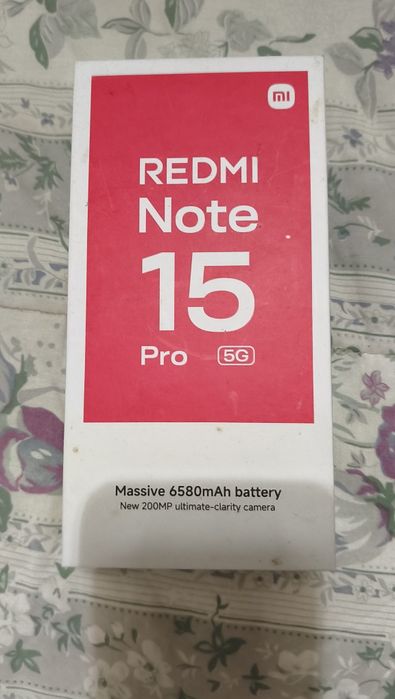 mi
REDMI
Note
15
Pro 5G
Massive 6580mAh battery
New 200MP ultimate-clarity camera